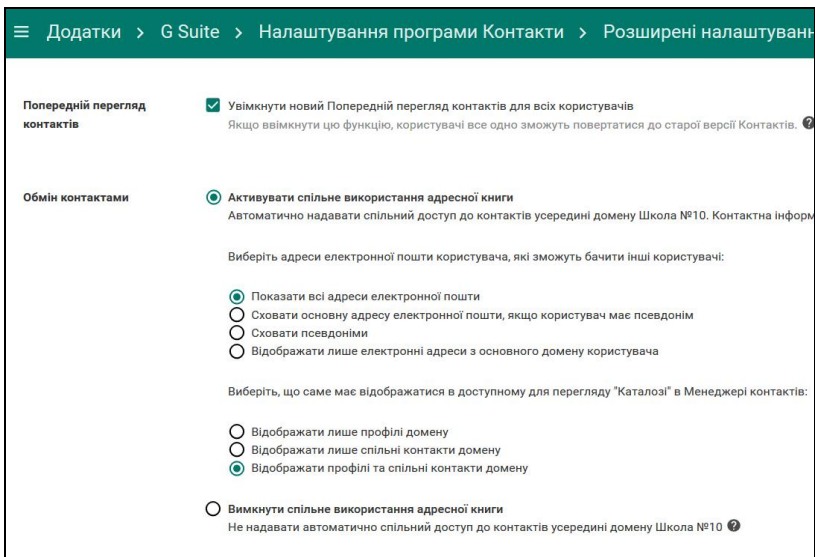 Додатки > G Suite > Налаштування програми Контакти > Розширені налаштуванн
Попередній перегляд контактів
Увімкнути новий Попередній перегляд контактів для всіх користувачів
Якщо ввімкнути цю функцію, користувачі все одно зможуть повертатися до старої версії Контактів.
Обмін контактами
Активувати спільне використання адресної книги
Автоматично надавати спільний доступ до контактів усередині домену Школа №10. Контактна інформ
Виберіть адреси електронної пошти користувача, які зможуть бачити інші користувачі:
Показати всі адреси електронної пошти
Сховати основну адресу електронної пошти, якщо користувач має псевдонім
Сховати псевдоніми
Відображати лише електронні адреси з основного домену користувача
Виберіть, що саме має відображатися в доступному для перегляду "Каталозі" в Менеджері контактів:
Відображати лише профілі домену
Відображати лише спільні контакти домену
Відображати профілі та спільні контакти домену
Вимкнути спільне використання адресної книги
Не надавати автоматично спільний доступ до контактів усередині домену Школа №10